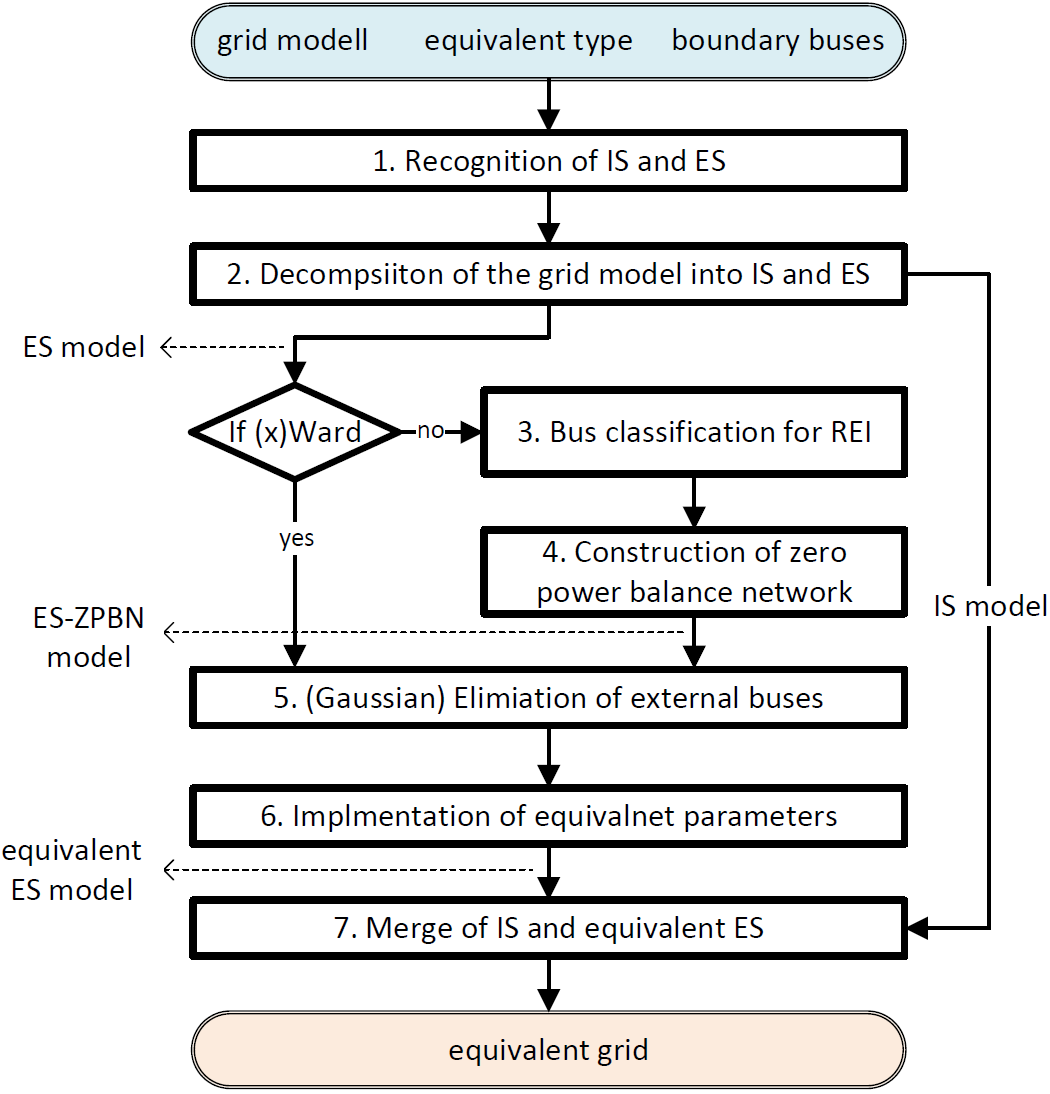 grid modell equivalent type boundary buses
1. Recognition of IS and ES
2. Decompsiiton of the grid model into IS and ES
ES model
If (x)Ward
no
3. Bus classification for REI
yes
4. Construction of zero
power balance network
IS model
ES-ZPBN
model
5. (Gaussian) Elimiation of external buses
6. Implmentation of equivalnet parameters
equivalent
ES model
7. Merge of IS and equivalent ES
equivalent grid